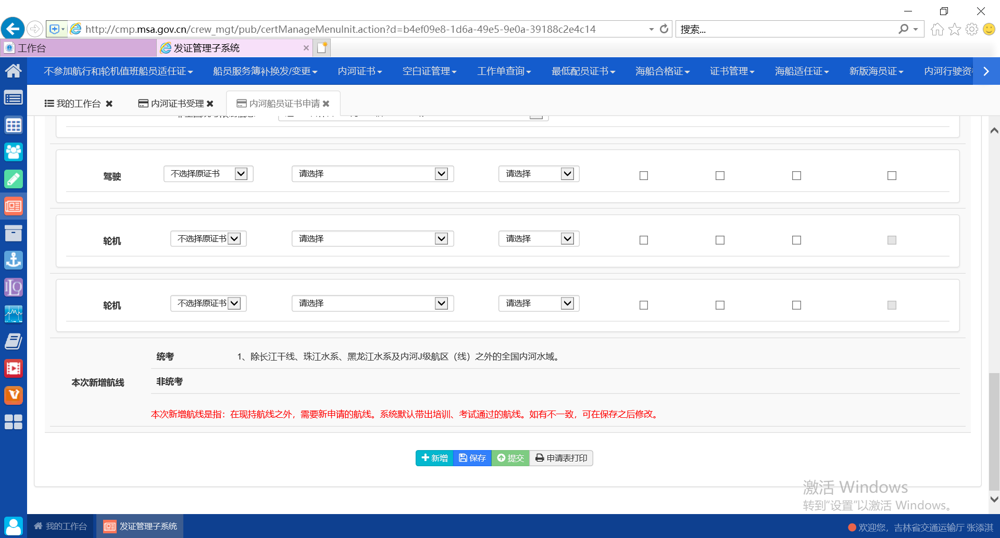 http://cmp.msa.gov.cn/crew_mgt/pub/certManageMenuInit.action?d=b4ef09e8-1d6a-49e5-9e0a-39188c2e4c14
搜索...
工作台
发证管理子系统
不参加航行和轮机值班船员适任证 船员服务簿补换发/变更 内河证书 空白证管理 工作单查询 最低配员证书 海船合格证 证书管理 海船适任证 新版海员证 内河行驶资
我的工作台 内河证书受理 内河船员证书申请
驾驶 不选择原证书 请选择 请选择
轮机 不选择原证书 请选择 请选择
轮机 不选择原证书 请选择 请选择
统考 1、除长江干线、珠江水系、黑龙江水系及内河J级航区（线）之外的全国内河水域。
本次新增航线
非统考
本次新增航线是指：在现持航线之外，需要新申请的航线。系统默认带出培训、考试通过的航线。如有不一致，可在保存之后修改。
新增 保存 提交 申请表打印
激活 Windows
转到“设置”以激活 Windows。
我的工作台 发证管理子系统
欢迎您，吉林省交通运输厅 张添淇